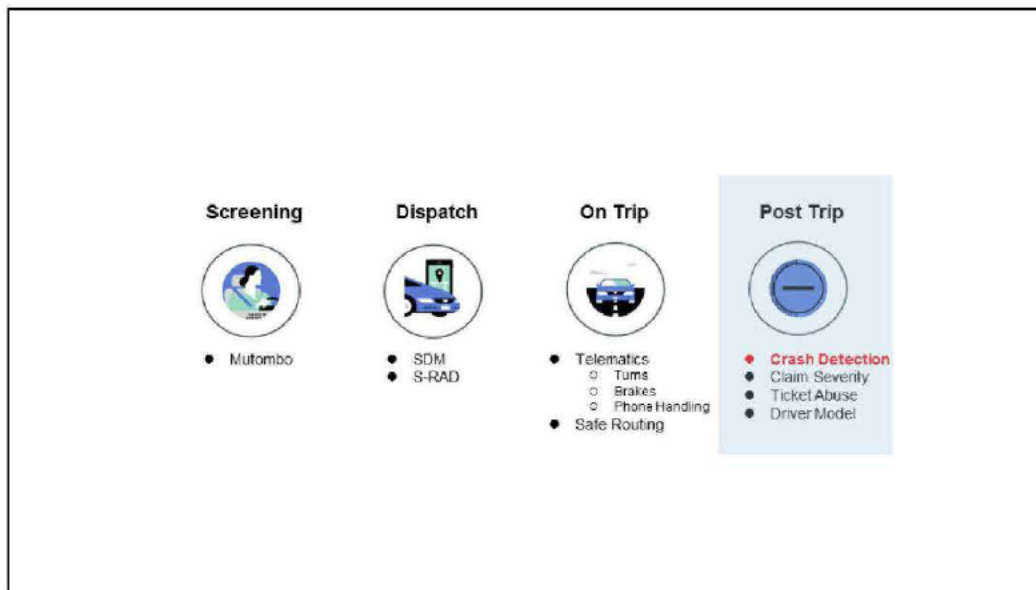 Screening
Mutombo
Dispatch
SDM
S-RAD
On Trip
Telematics
Turns
Brakes
Phone Handling
Safe Routing
Post Trip
Crash Detection
Claim Severity
Ticket Abuse
Driver Model